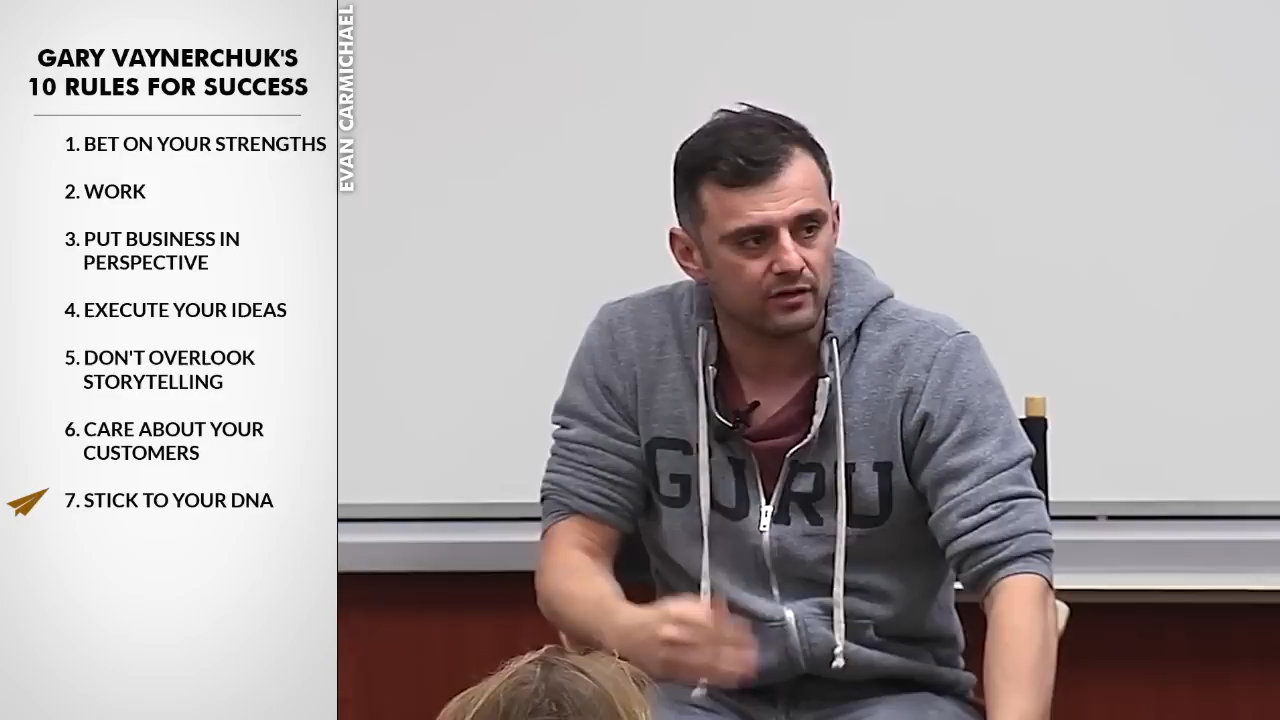 GARY VAYNERCHUK'S
10 RULES FOR SUCCESS
1. BET ON YOUR STRENGTHS
2. WORK
3. PUT BUSINESS IN
PERSPECTIVE
4. EXECUTE YOUR IDEAS
5. DON'T OVERLOOK
STORYTELLING
6. CARE ABOUT YOUR
CUSTOMERS
7. STICK TO YOUR DNA
EVAN CARMICHAEL
GURU